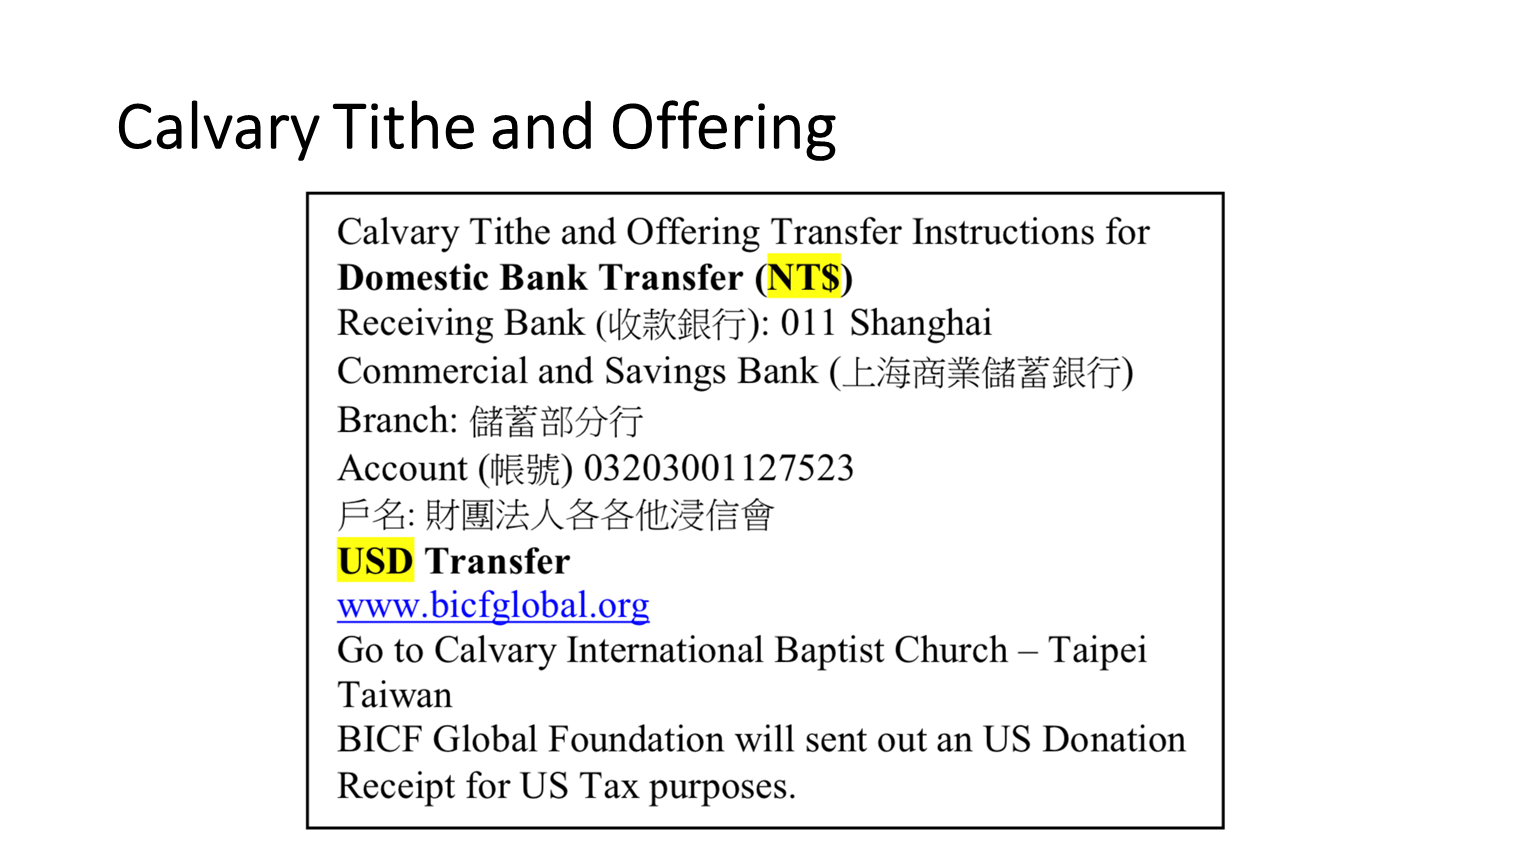 Calvary Tithe and Offering
Calvary Tithe and Offering Transfer Instructions for
Domestic Bank Transfer (NT$)
Receiving Bank (收款銀行): 011 Shanghai
Commercial and Savings Bank (上海商業儲蓄銀行)
Branch: 儲蓄部分行
Account (帳號) 03203001127523
戶名: 財團法人各各他浸信會
USD Transfer
www.bicfglobal.org
Go to Calvary International Baptist Church – Taipei
Taiwan
BICF Global Foundation will sent out an US Donation
Receipt for US Tax purposes.